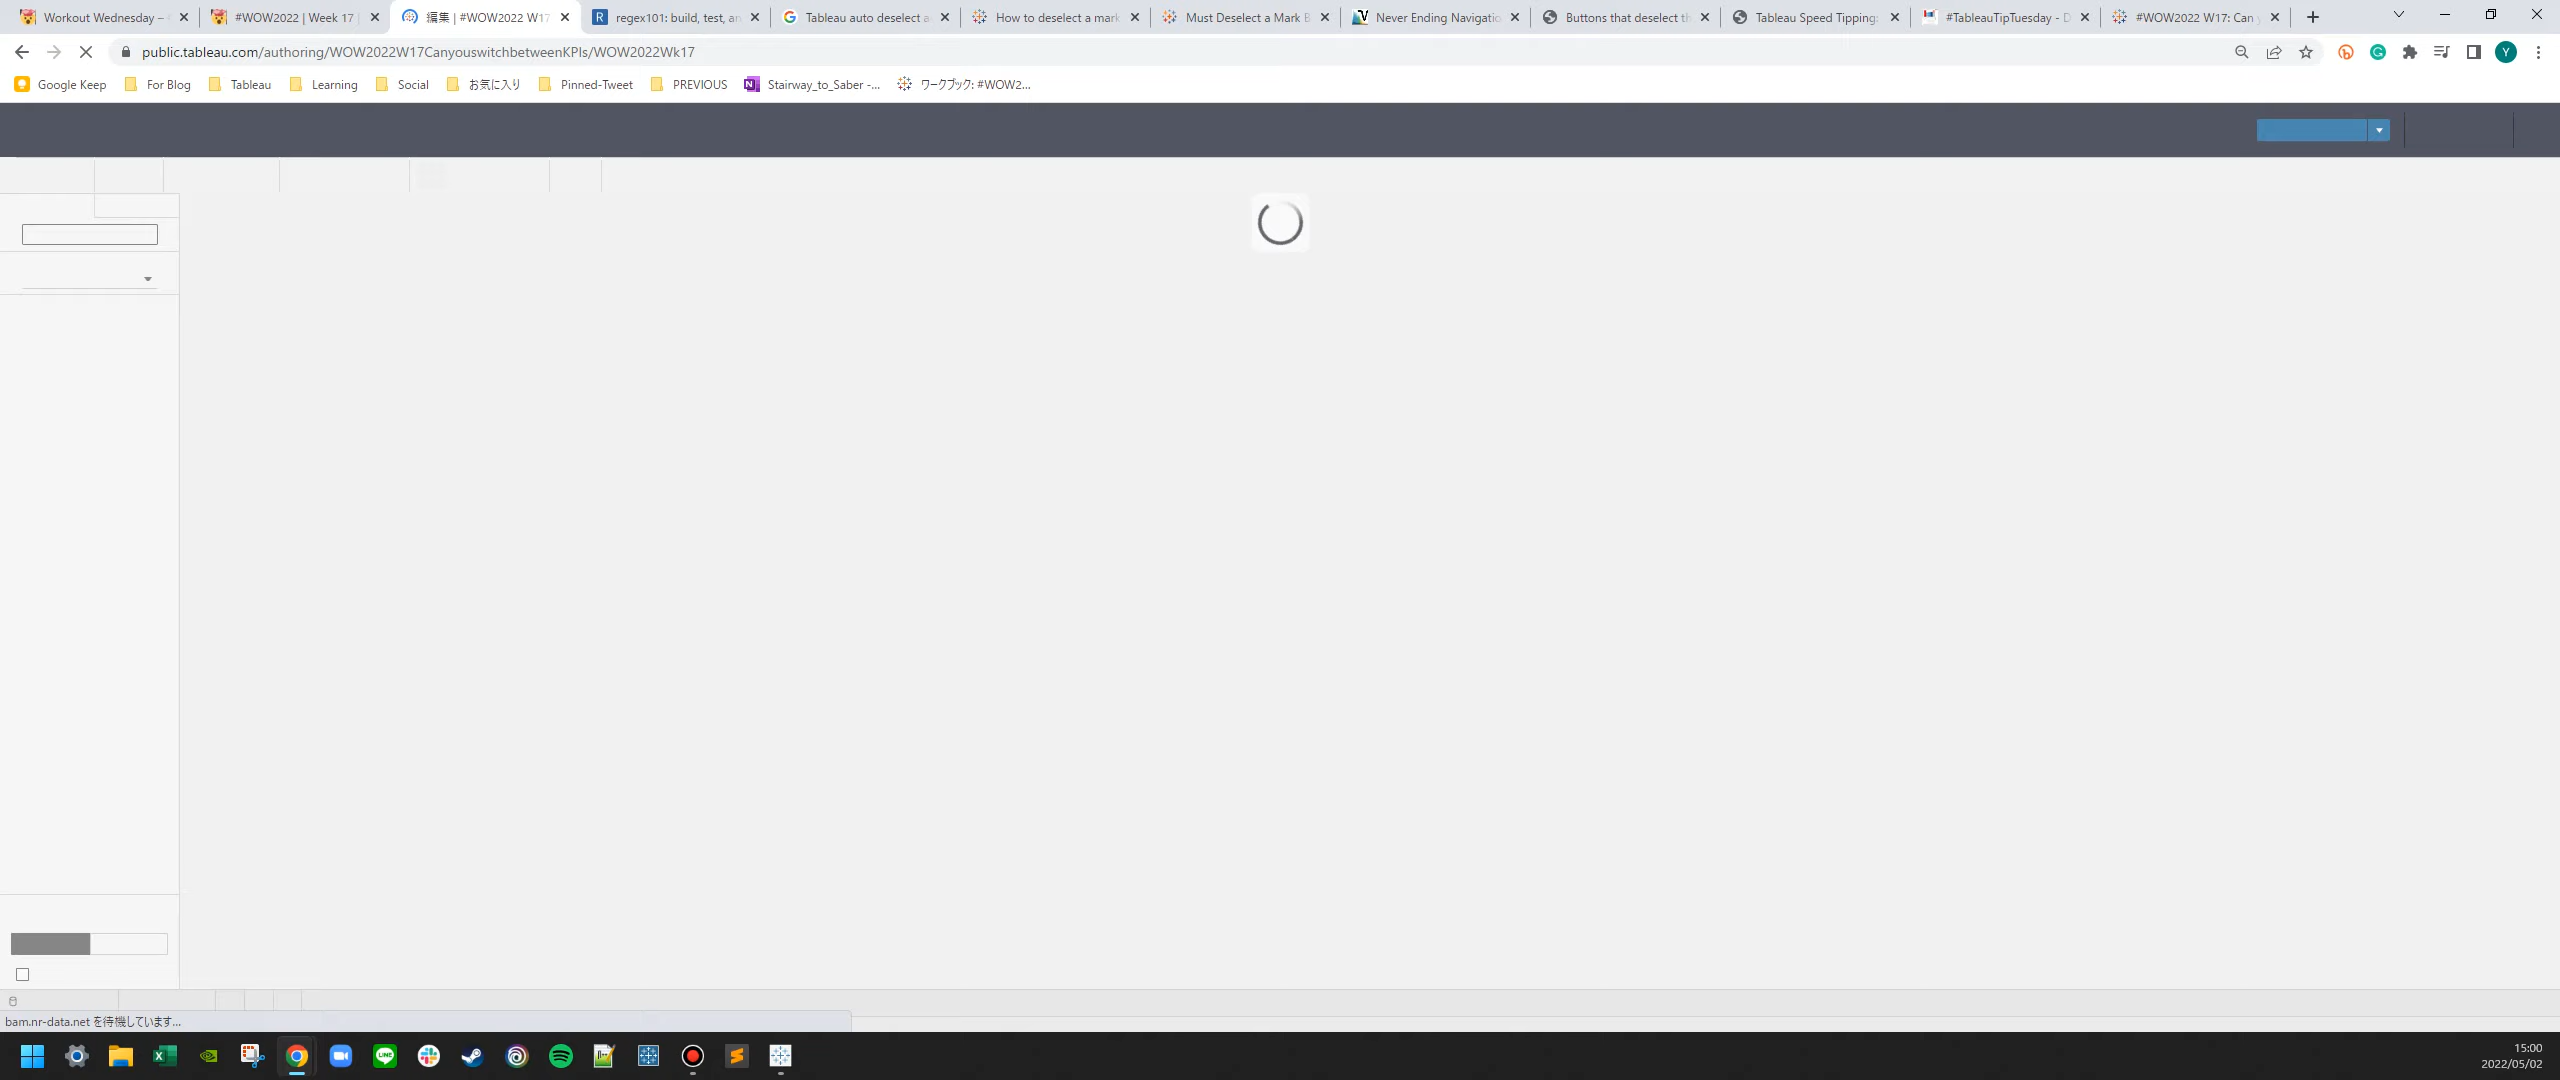 Workout Wednesday –
#WOW2022 | Week 17 |
編集 | #WOW2022 W17
regex101: build, test, an
Tableau auto deselect a
How to deselect a mark
Must Deselect a Mark B
Never Ending Navigatio
Buttons that deselect th
Tableau Speed Tipping:
#TableauTipTuesday - D
#WOW2022 W17: Can y
public.tableau.com/authoring/WOW2022W17CanyouswitchbetweenKPIs/WOW2022Wk17
Y
Google Keep
For Blog
Tableau
Learning
Social
お気に入り
Pinned-Tweet
PREVIOUS
Stairway_to_Saber -...
ワークブック: #WOW2...
bam.nr-data.net を待機しています...
15:00
2022/05/02